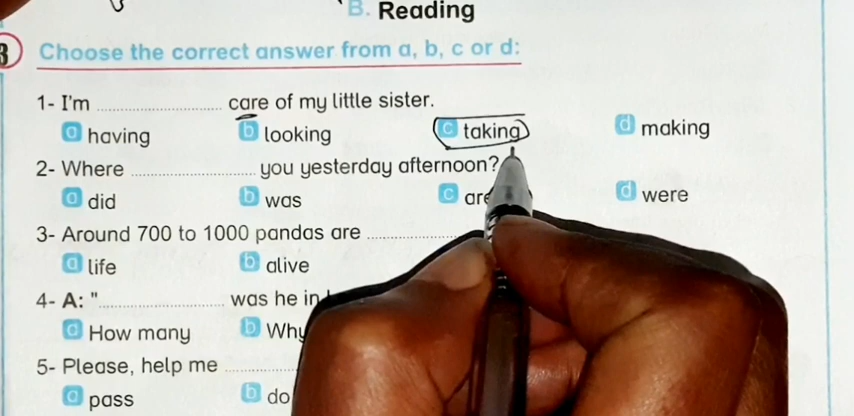 B. Reading
3 Choose the correct answer from a, b, c or d:
1- I'm .................... care of my little sister.
a having b looking c taking d making
2- Where .................... you yesterday afternoon?
a did b was c are d were
3- Around 700 to 1000 pandas are ....................
a life b alive
4- A: ".................... was he in
a How many b Why
5- Please, help me ....................
a pass b do